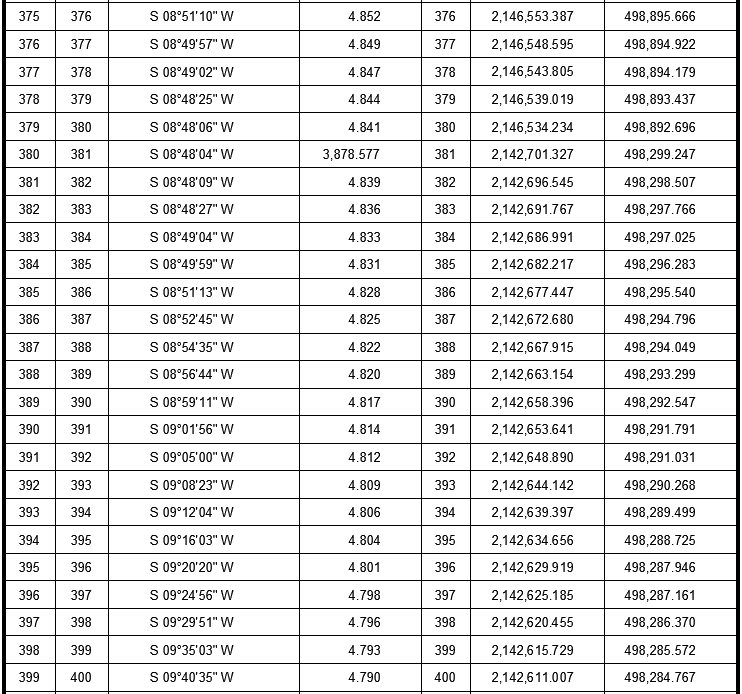 375 376 S 08°51'10" W 4.852 376 2,146,553.387 498,895.666
376 377 S 08°49'57" W 4.849 377 2,146,548.595 498,894.922
377 378 S 08°49'02" W 4.847 378 2,146,543.805 498,894.179
378 379 S 08°48'25" W 4.844 379 2,146,539.019 498,893.437
379 380 S 08°48'06" W 4.841 380 2,146,534.234 498,892.696
380 381 S 08°48'04" W 3,878.577 381 2,142,701.327 498,299.247
381 382 S 08°48'09" W 4.839 382 2,142,696.545 498,298.507
382 383 S 08°48'27" W 4.836 383 2,142,691.767 498,297.766
383 384 S 08°49'04" W 4.833 384 2,142,686.991 498,297.025
384 385 S 08°49'59" W 4.831 385 2,142,682.217 498,296.283
385 386 S 08°51'13" W 4.828 386 2,142,677.447 498,295.540
386 387 S 08°52'45" W 4.825 387 2,142,672.680 498,294.796
387 388 S 08°54'35" W 4.822 388 2,142,667.915 498,294.049
388 389 S 08°56'44" W 4.820 389 2,142,663.154 498,293.299
389 390 S 08°59'11" W 4.817 390 2,142,658.396 498,292.547
390 391 S 09°01'56" W 4.814 391 2,142,653.641 498,291.791
391 392 S 09°05'00" W 4.812 392 2,142,648.890 498,291.031
392 393 S 09°08'23" W 4.809 393 2,142,644.142 498,290.268
393 394 S 09°12'04" W 4.806 394 2,142,639.397 498,289.499
394 395 S 09°16'03" W 4.804 395 2,142,634.656 498,288.725
395 396 S 09°20'20" W 4.801 396 2,142,629.919 498,287.946
396 397 S 09°24'56" W 4.798 397 2,142,625.185 498,287.161
397 398 S 09°29'51" W 4.796 398 2,142,620.455 498,286.370
398 399 S 09°35'03" W 4.793 399 2,142,615.729 498,285.572
399 400 S 09°40'35" W 4.790 400 2,142,611.007 498,284.767